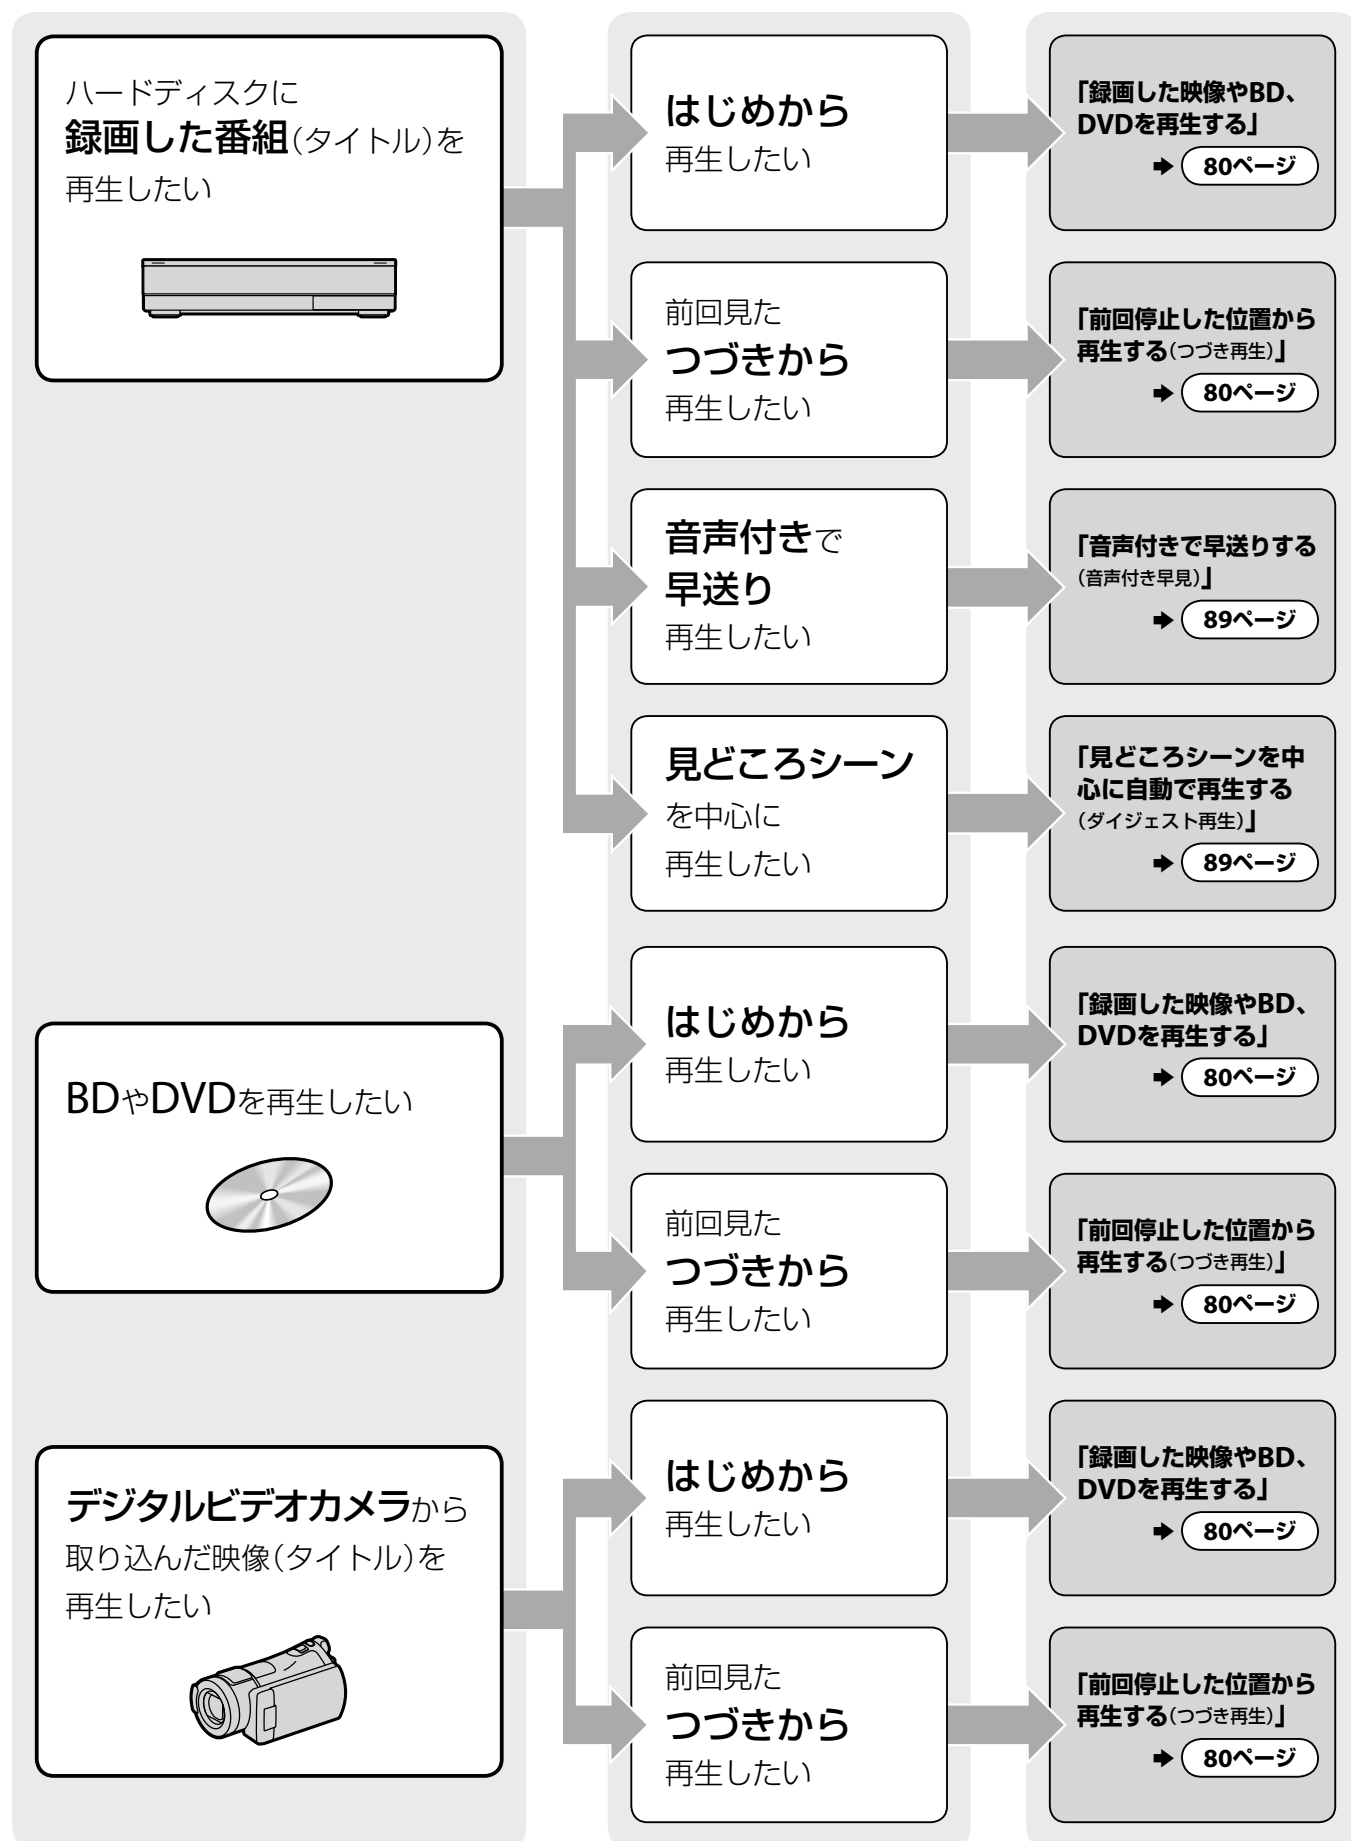 ハードディスクに
録画した番組(タイトル)を
再生したい
はじめから
再生したい
「録画した映像やBD、
DVDを再生する」
➡ 80ページ
前回見た
つづきから
再生したい
「前回停止した位置から
再生する(つづき再生)」
➡ 80ページ
音声付きで
早送り
再生したい
「音声付きで早送りする
(音声付き早見)」
➡ 89ページ
見どころシーン
を中心に
再生したい
「見どころシーンを中
心に自動で再生する
(ダイジェスト再生)」
➡ 89ページ
BDやDVDを再生したい
はじめから
再生したい
「録画した映像やBD、
DVDを再生する」
➡ 80ページ
前回見た
つづきから
再生したい
「前回停止した位置から
再生する(つづき再生)」
➡ 80ページ
デジタルビデオカメラから
取り込んだ映像(タイトル)を
再生したい
はじめから
再生したい
「録画した映像やBD、
DVDを再生する」
➡ 80ページ
前回見た
つづきから
再生したい
「前回停止した位置から
再生する(つづき再生)」
➡ 80ページ